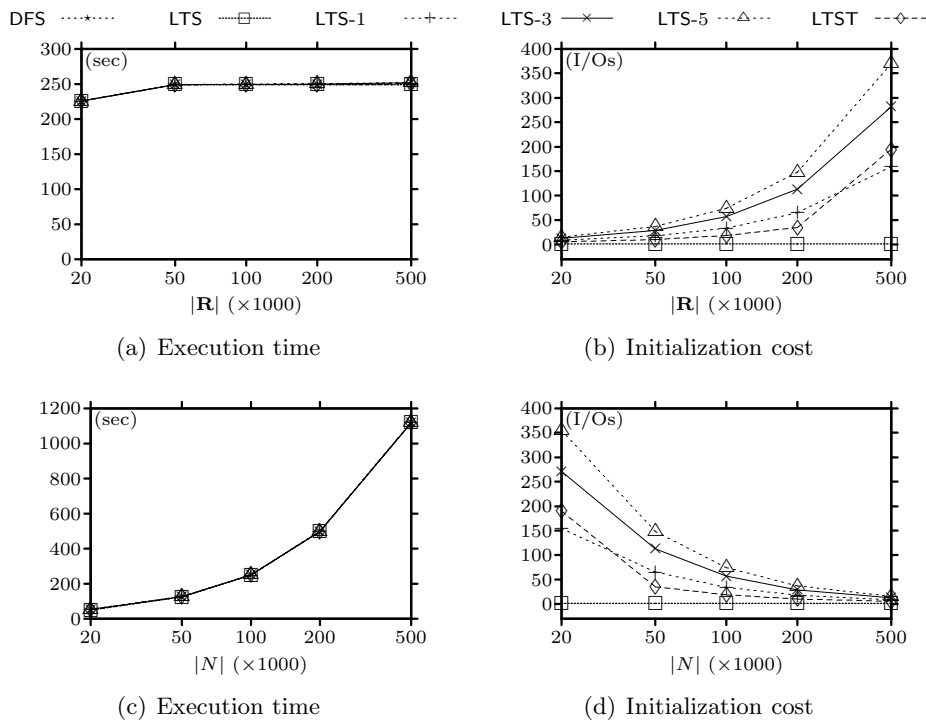 DFS LTS LTS-1 LTS-3 LTS-5 LTST
(sec)
300
250
200
150
100
50
0
20 50 100 200 500
|R| (×1000)
(a) Execution time
(I/Os)
400
350
300
250
200
150
100
50
0
20 50 100 200 500
|R| (×1000)
(b) Initialization cost
(sec)
1200
1000
800
600
400
200
0
20 50 100 200 500
|N| (×1000)
(c) Execution time
(I/Os)
400
350
300
250
200
150
100
50
0
20 50 100 200 500
|N| (×1000)
(d) Initialization cost